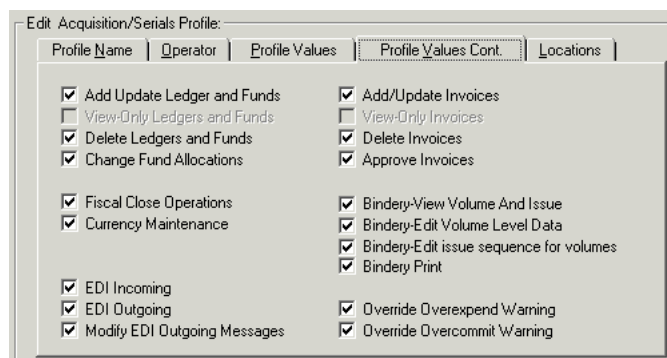 Edit Acquisition/Serials Profile:
Profile Name
Operator
Profile Values
Profile Values Cont.
Locations
Add Update Ledger and Funds
View-Only Ledgers and Funds
Delete Ledgers and Funds
Change Fund Allocations
Fiscal Close Operations
Currency Maintenance
EDI Incoming
EDI Outgoing
Modify EDI Outgoing Messages
Add/Update Invoices
View-Only Invoices
Delete Invoices
Approve Invoices
Bindery-View Volume And Issue
Bindery-Edit Volume Level Data
Bindery-Edit issue sequence for volumes
Bindery Print
Override Overexpend Warning
Override Overcommit Warning